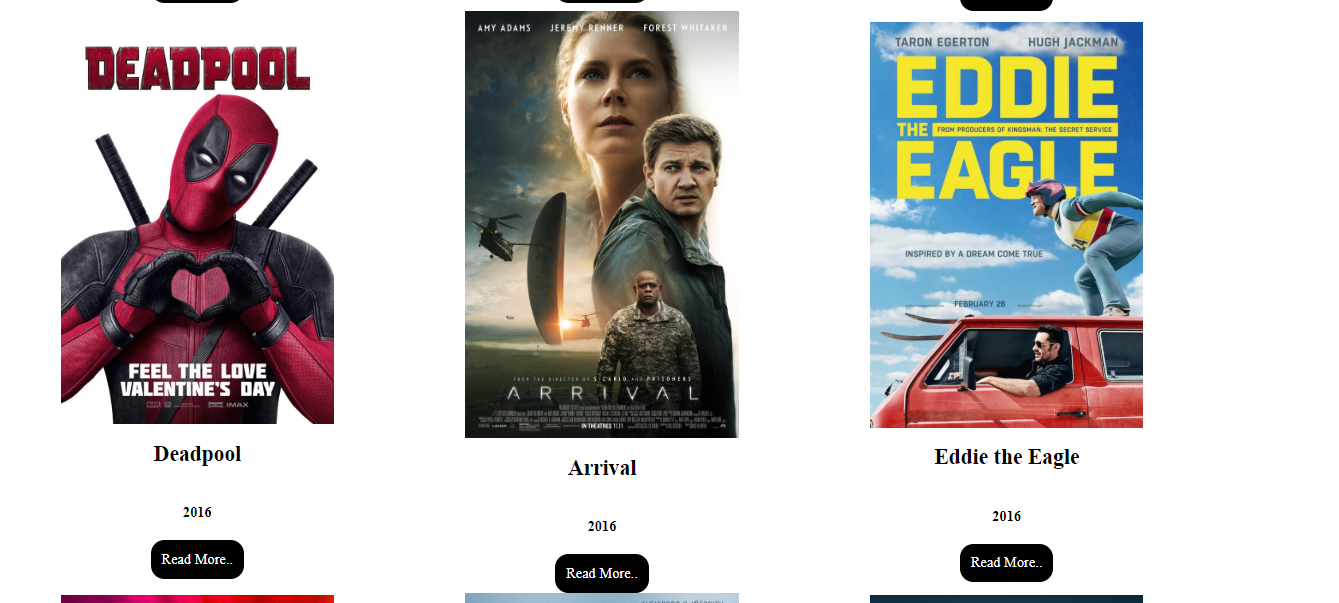 DEADPOOL
FEEL THE LOVE
VALENTINE'S DAY
IMAX
Deadpool
2016
Read More..
AMY ADAMS JEREMY RENNER FOREST WHITAKER
FROM THE DIRECTOR OF SICARIO AND PRISONERS
ARRIVAL
IN THEATRES 11.11
Arrival
2016
Read More..
TARON EGERTON HUGH JACKMAN
EDDIE
THE FROM PRODUCERS OF KINGSMAN: THE SECRET SERVICE
EAGLE
INSPIRED BY A DREAM COME TRUE
FEBRUARY 26
Eddie the Eagle
2016
Read More..